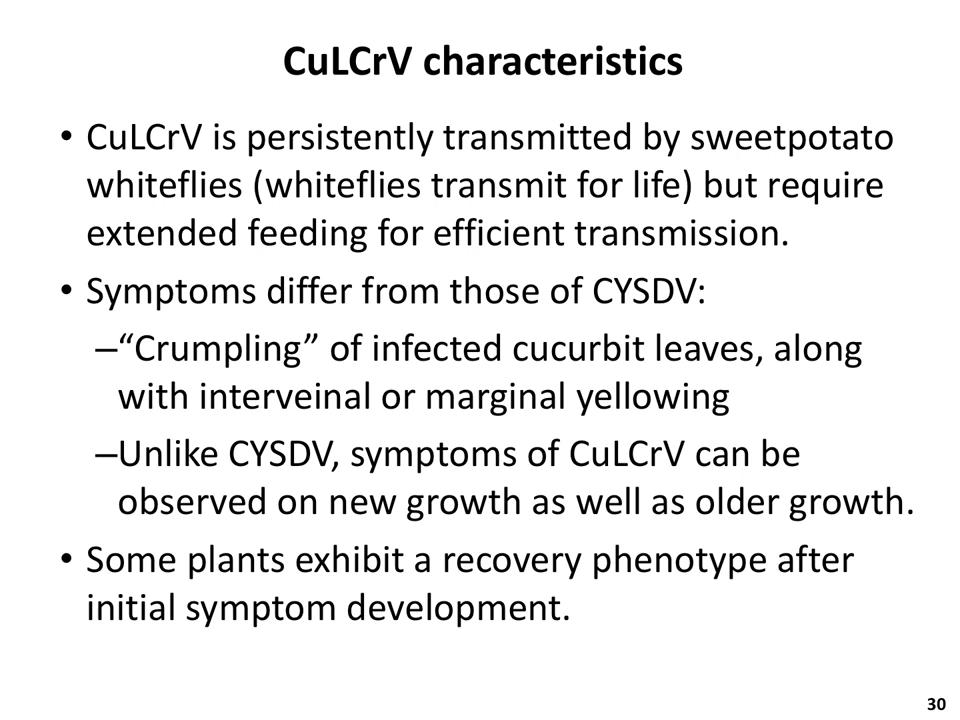 CuLCrV characteristics
• CuLCrV is persistently transmitted by sweetpotato
whiteflies (whiteflies transmit for life) but require
extended feeding for efficient transmission.
• Symptoms differ from those of CYSDV:
–“Crumpling” of infected cucurbit leaves, along
with interveinal or marginal yellowing
–Unlike CYSDV, symptoms of CuLCrV can be
observed on new growth as well as older growth.
• Some plants exhibit a recovery phenotype after
initial symptom development.
30